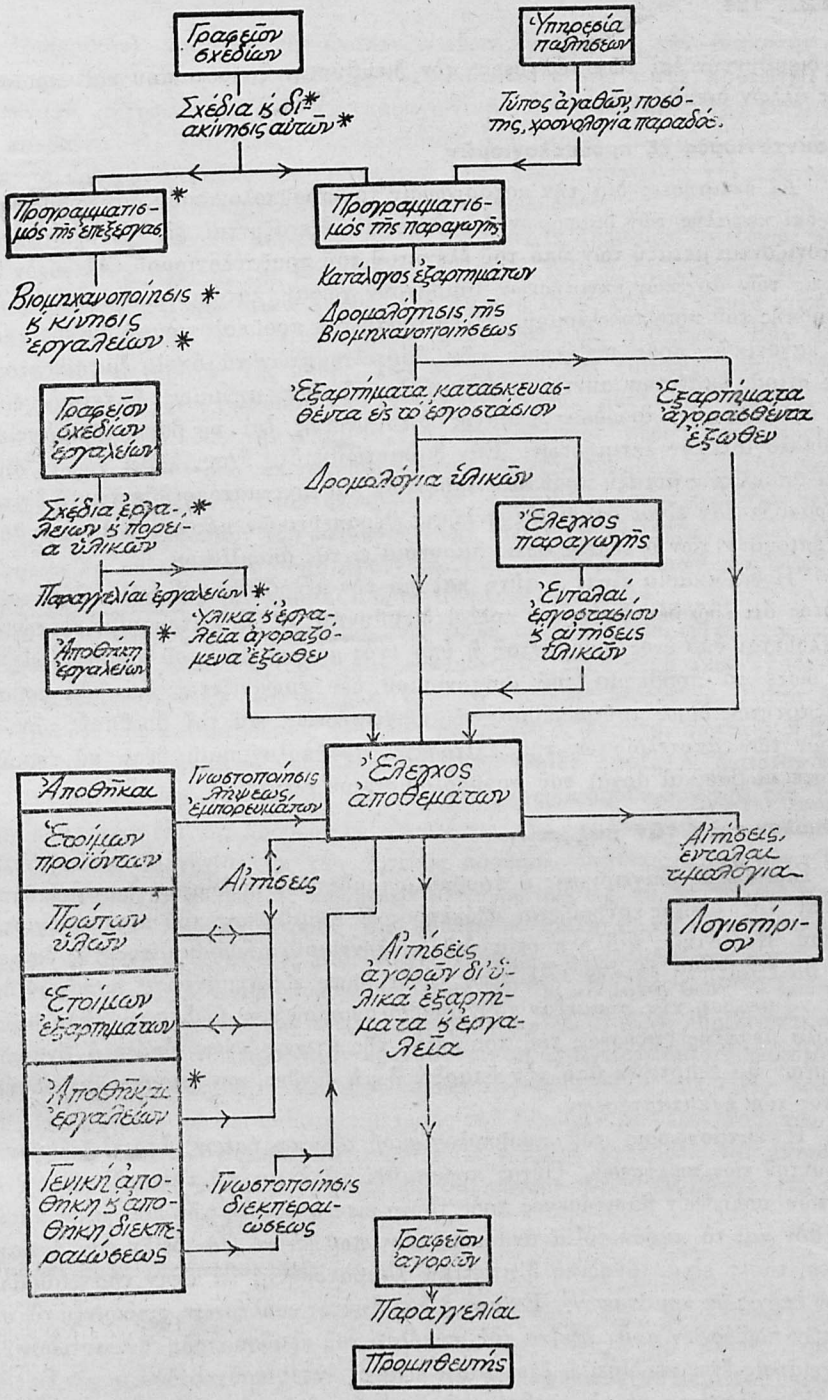 Γραφεῖον
σχεδίων
Ὑπηρεσία
πωλήσεων
Σχέδια & δι*
ακίνησις αὐτῶν *
Τύπος ἀγαθῶν ποσό-
της, χρονολογία παραδόσ.
Προγραμματισ- *
μός τῆς ἐπεξεργασ.
Προγραμματισ-
μός τῆς παραγωγῆς
Κατάλογος ἐξαρτημάτων
Δρομολόγησις τῆς
Βιομηχανοποιήσεως
Βιομηχανοποίησις *
& κίνησις *
ἐργαλείων *
Ἐξαρτήματα κατασκευασ-
θέντα εἰς τὸ ἐργοστάσιον
Ἐξαρτήματα
ἀγορασθέντα
ἔξωθεν
Γραφεῖον *
σχεδίων
ἐργαλείων
Δρομολόγια ὑλικῶν
Σχέδια ἐργα- *
λείων & πορεί-
α ὑλικῶν
Ἔλεγχος
παραγωγῆς
Παραγγελίαι ἐργαλείων *
Ὑλικά & ἐργα-
λεῖα ἀγοραζό-
μενα ἔξωθεν
Ἀποθήκη *
ἐργαλείων
Ἐνταλαί,
ἐργοστασίου
& αἰτήσεις
ὑλικῶν
Ἔλεγχος
ἀποθεμάτων
Γνωστοποίησις
λήψεως,
ἐμπορευμάτων
Ἀποθῆκαι
Ἑτοίμων
προϊόντων
Πρώτων
ὑλῶν
Ἑτοίμων
ἐξαρτημάτων
Ἀποθῆκαι *
ἐργαλείων
Γενική ἀπο-
θήκη & ἀπο-
θήκη διεκπε-
ραιώσεως
Αἰτήσεις
Αἰτήσεις,
ἐνταλαι
τιμολόγια
Λογιστήρι-
ον
Αἰτήσεις
ἀγορῶν δι' ὑ-
λικά ἐξαρτή-
ματα & ἐργα-
λεῖα
Γνωστοποίησις
διεκπεραι-
ώσεως
Γραφεῖον
ἀγορῶν
Παραγγελίαι
Προμηθευτής